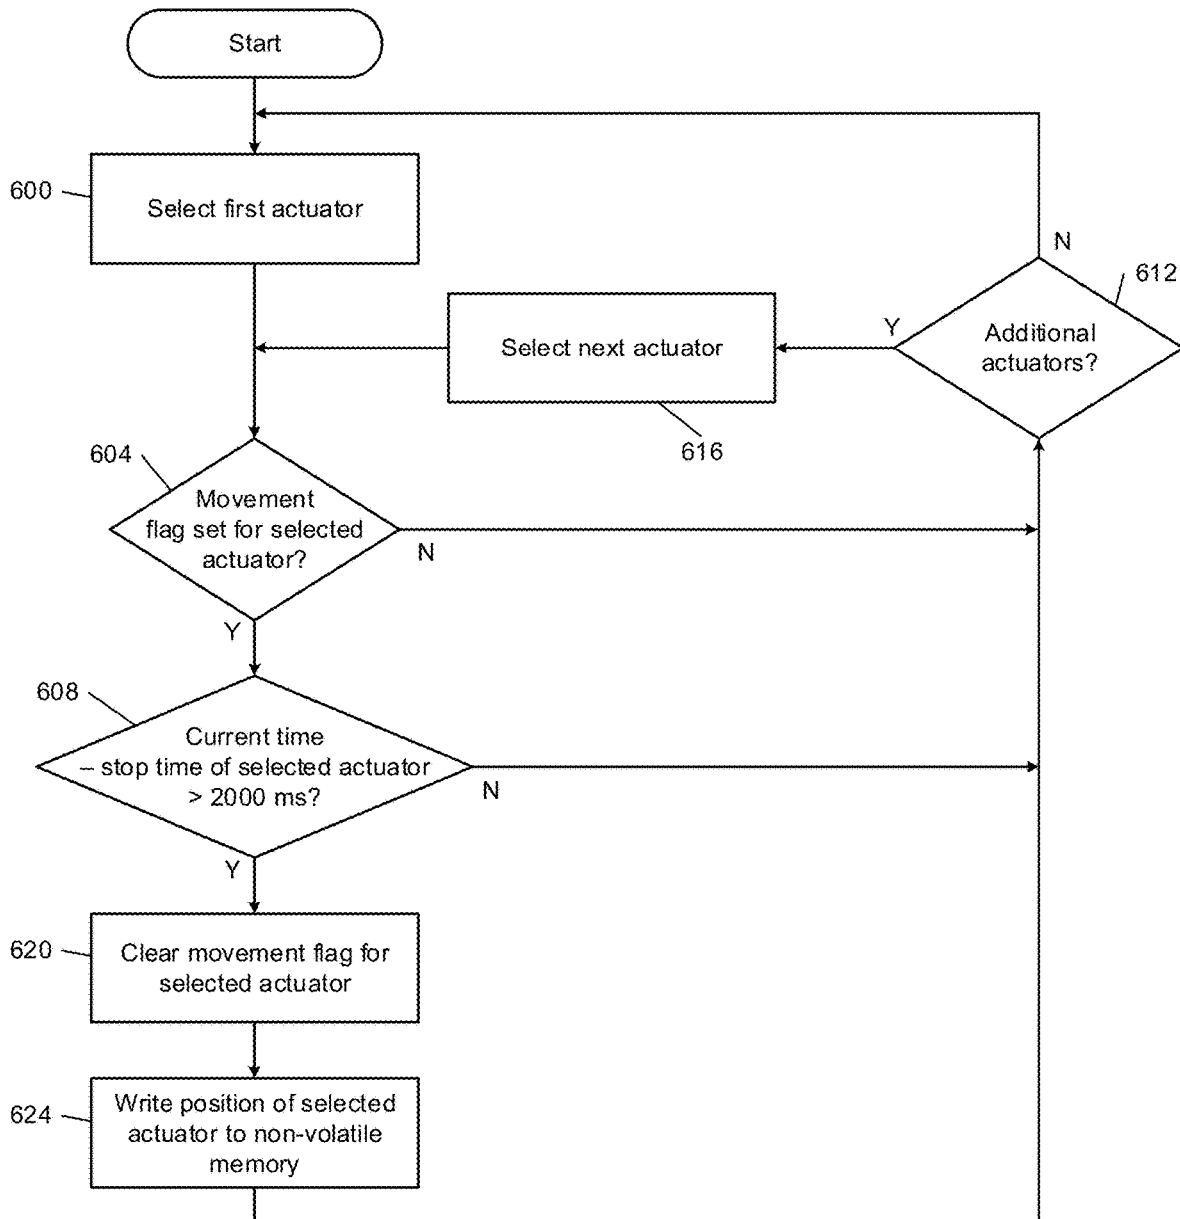 Start
600
Select first actuator
N
612
Additional
actuators?
Y
Select next actuator
616
604
Movement
flag set for selected
actuator?
N
Y
608
Current time
– stop time of selected actuator
> 2000 ms?
N
Y
620
Clear movement flag for
selected actuator
624
Write position of selected
actuator to non-volatile
memory